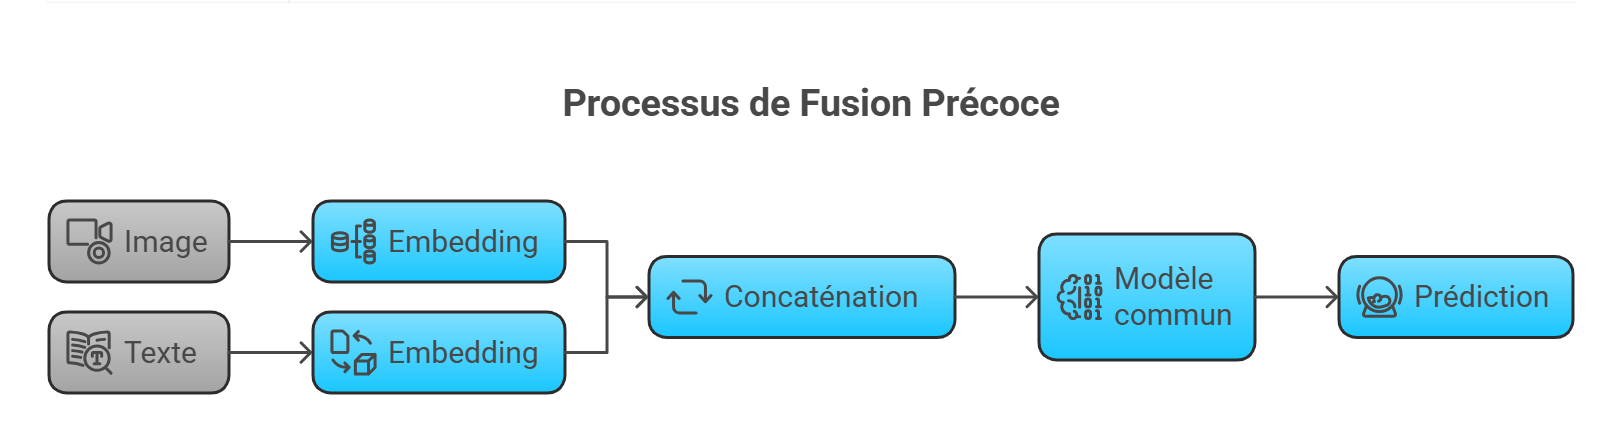 Processus de Fusion Précoce
Image
Embedding
Texte
Embedding
Concaténation
Modèle
commun
Prédiction